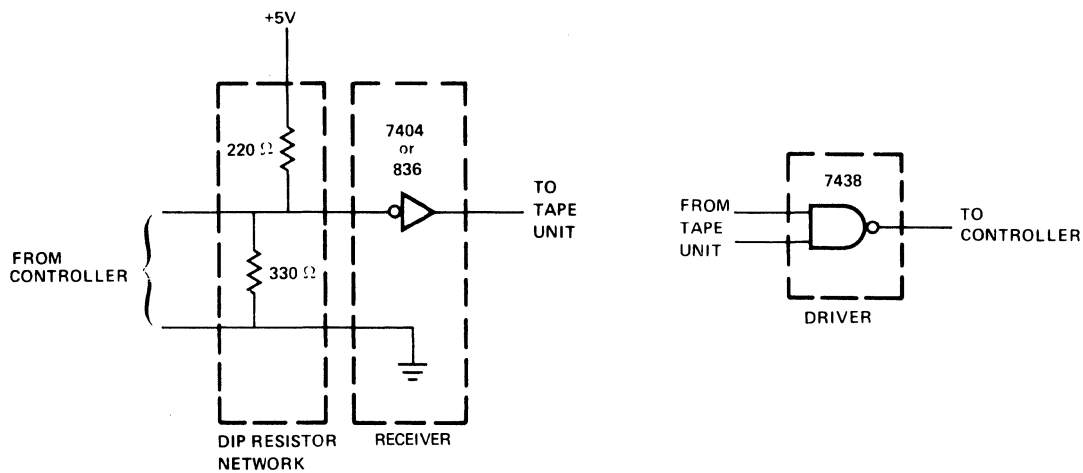 +5V
220 Ω
330 Ω
FROM
CONTROLLER
DIP RESISTOR
NETWORK
7404
or
836
RECEIVER
TO
TAPE
UNIT
FROM
TAPE
UNIT
7438
DRIVER
TO
CONTROLLER